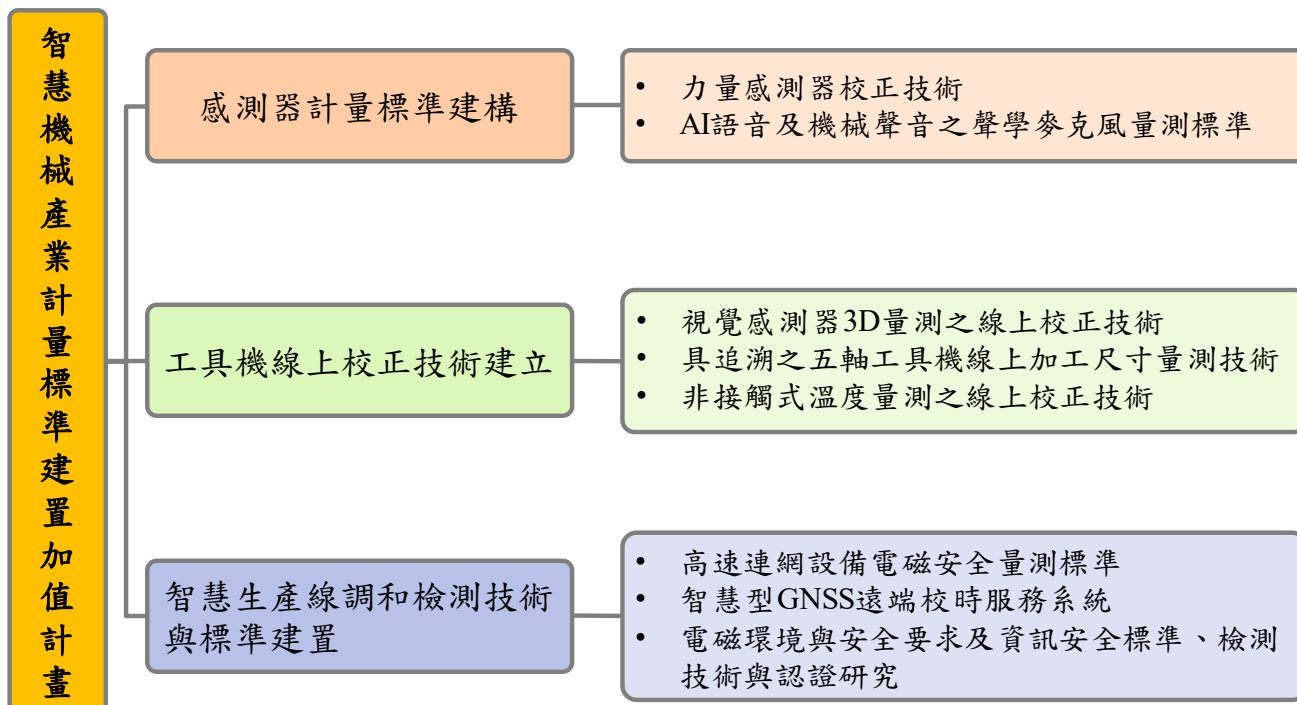 智慧機械產業計量標準建置加值計畫
感測器計量標準建構
• 力量感測器校正技術
• AI語音及機械聲音之聲學麥克風量測標準
工具機線上校正技術建立
• 視覺感測器3D量測之線上校正技術
• 具追溯之五軸工具機線上加工尺寸量測技術
• 非接觸式溫度量測之線上校正技術
智慧生產線調和檢測技術
與標準建置
• 高速連網設備電磁安全量測標準
• 智慧型GNSS遠端校時服務系統
• 電磁環境與安全要求及資訊安全標準、檢測
技術與認證研究